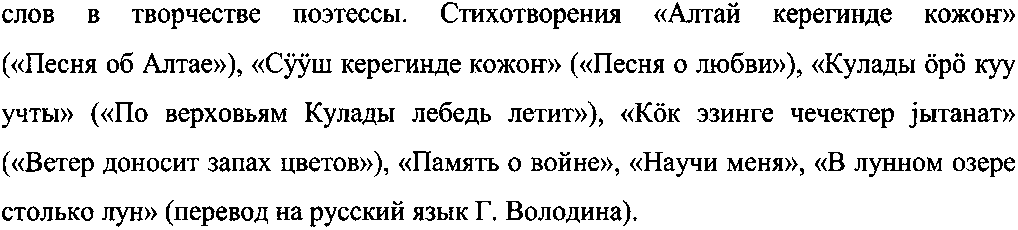 слов в творчестве поэтессы. Стихотворения «Алтай керегинде кожоҥ»
(«Песня об Алтае»), «Сӱӱш керегинде кожоҥ» («Песня о любви»), «Кулады ӧрӧ куу
учты» («По верховьям Кулады лебедь летит»), «Кӧк эзинге чечектер јытанат»
(«Ветер доносит запах цветов»), «Память о войне», «Научи меня», «В лунном озере
столько лун» (перевод на русский язык Г. Володина).